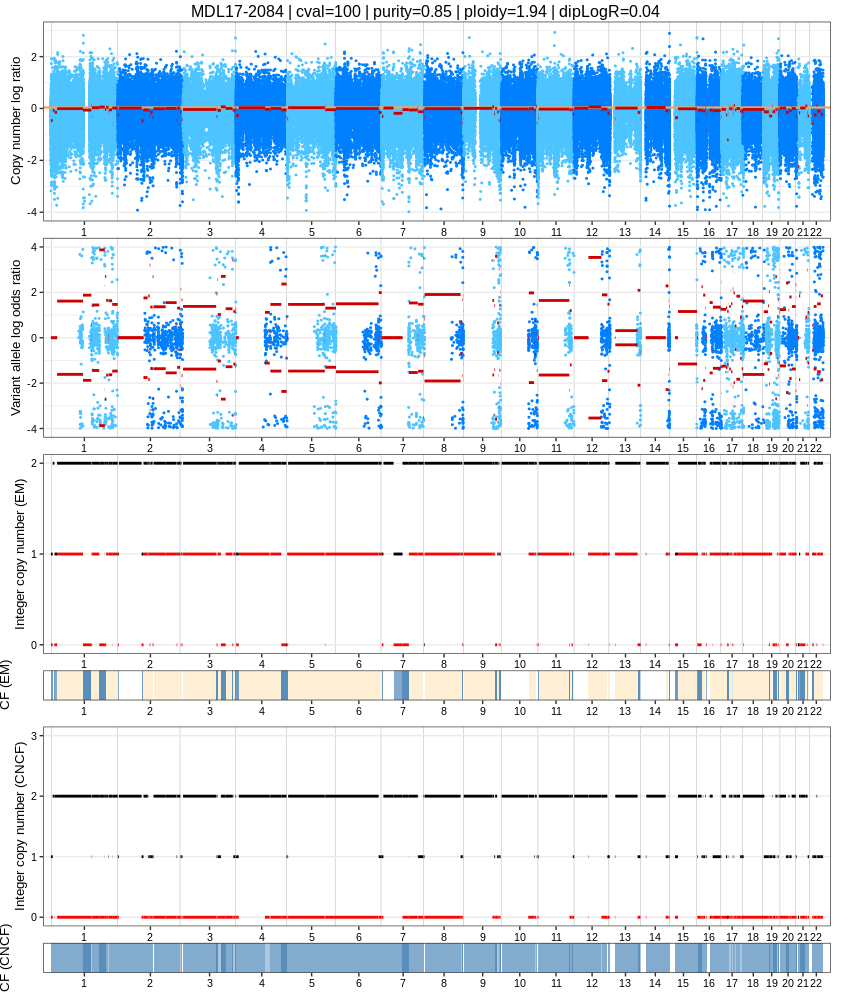 MDL17-2084 | cval=100 | purity=0.85 | ploidy=1.94 | dipLogR=0.04
Copy number log ratio
2
0
-2
-4
1 2 3 4 5 6 7 8 9 10 11 12 13 14 15 16 17 18 19 20 21 22
Variant allele log odds ratio
4
2
0
-2
-4
1 2 3 4 5 6 7 8 9 10 11 12 13 14 15 16 17 18 19 20 21 22
Integer copy number (EM)
2
1
0
1 2 3 4 5 6 7 8 9 10 11 12 13 14 15 16 17 18 19 20 21 22
CF (EM)
1 2 3 4 5 6 7 8 9 10 11 12 13 14 15 16 17 18 19 20 21 22
Integer copy number (CNCF)
3
2
1
0
1 2 3 4 5 6 7 8 9 10 11 12 13 14 15 16 17 18 19 20 21 22
CF (CNCF)
1 2 3 4 5 6 7 8 9 10 11 12 13 14 15 16 17 18 19 20 21 22